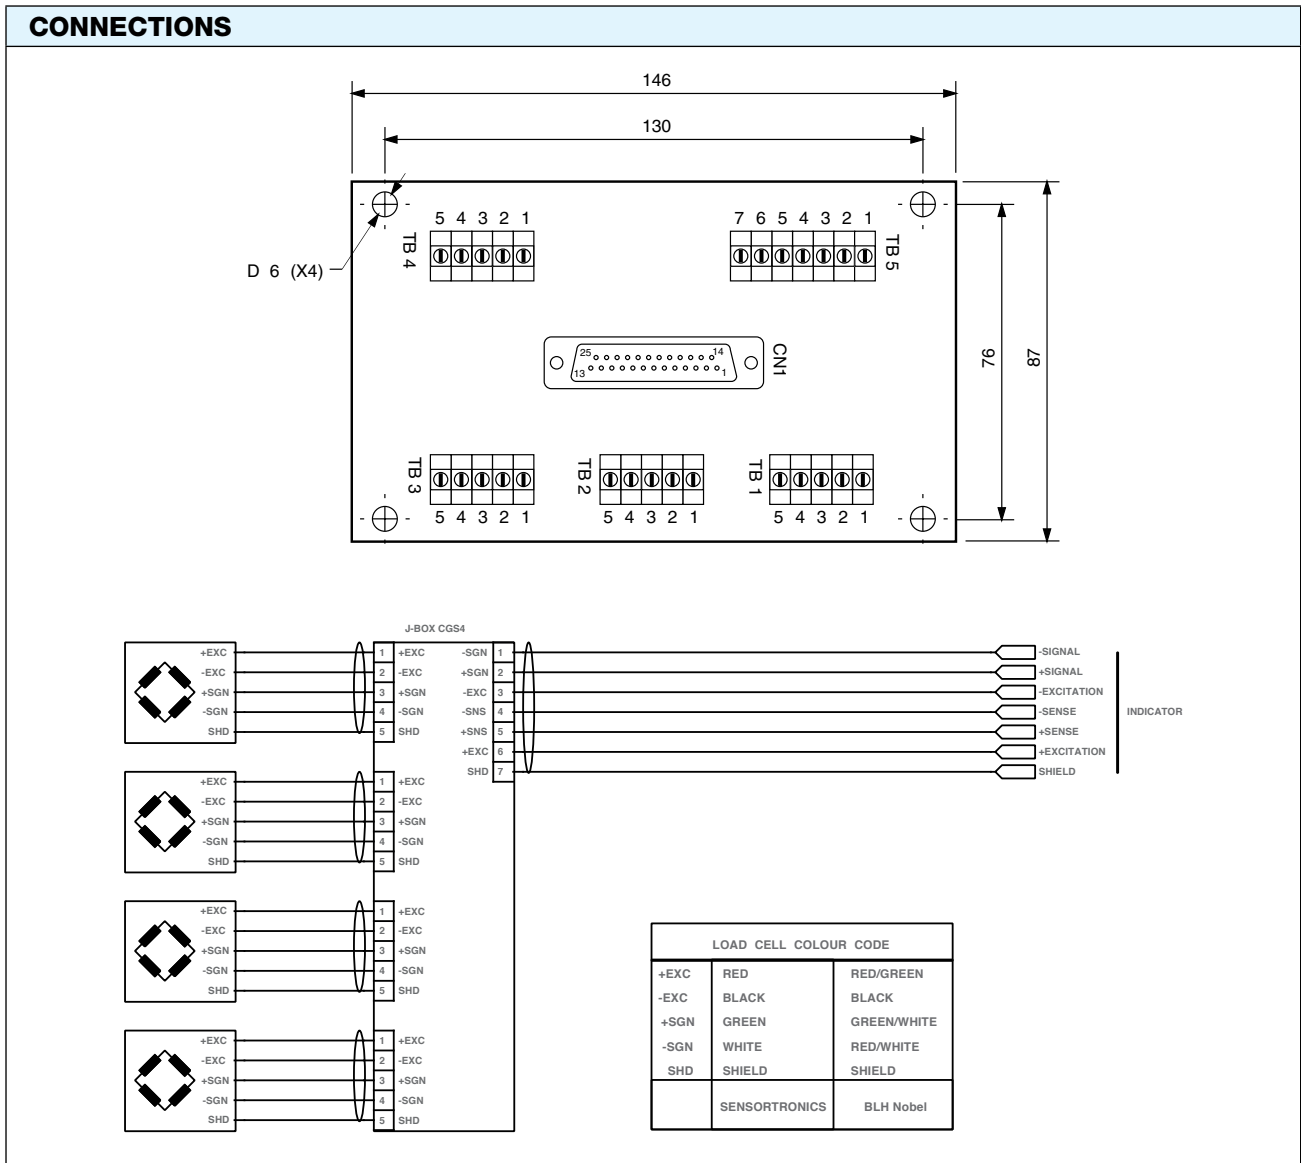 CONNECTIONS
146
130
5 4 3 2 1
7 6 5 4 3 2 1
TB 4
TB 5
D 6 (X4)
25
14
13
1
CN1
76
87
TB 3
TB 2
TB 1
5 4 3 2 1
5 4 3 2 1
5 4 3 2 1
J-BOX CGS4
+EXC 1 +EXC -SGN 1 -SIGNAL
-EXC 2 -EXC +SGN 2 +SIGNAL
+SGN 3 +SGN -EXC 3 -EXCITATION
-SGN 4 -SGN -SNS 4 -SENSE INDICATOR
SHD 5 SHD +SNS 5 +SENSE
+EXC 6 +EXCITATION
SHD 7 SHIELD
+EXC 1 +EXC
-EXC 2 -EXC
+SGN 3 +SGN
-SGN 4 -SGN
SHD 5 SHD
+EXC 1 +EXC
-EXC 2 -EXC
+SGN 3 +SGN
-SGN 4 -SGN
SHD 5 SHD
+EXC 1 +EXC
-EXC 2 -EXC
+SGN 3 +SGN
-SGN 4 -SGN
SHD 5 SHD
LOAD CELL COLOUR CODE
+EXC RED RED/GREEN
-EXC BLACK BLACK
+SGN GREEN GREEN/WHITE
-SGN WHITE RED/WHITE
SHD SHIELD SHIELD
SENSORTRONICS BLH Nobel